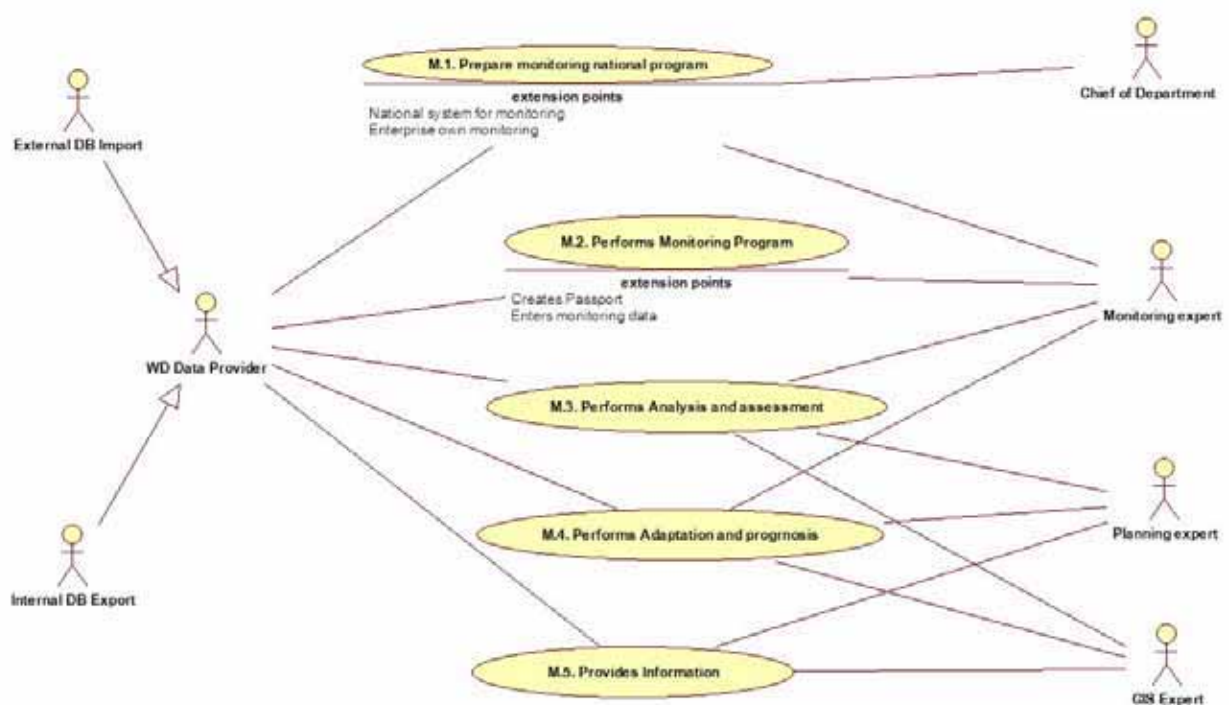 M.1. Prepare monitoring national program
extension points
National system for monitoring
Enterprise own monitoring
Chief of Department
External DB Import
M.2. Performs Monitoring Program
extension points
Creates Passport
Enters monitoring data
Monitoring expert
WD Data Provider
M.3. Performs Analysis and assessment
M.4. Performs Adaptation and progrnosis
Planning expert
Internal DB Export
M.5. Provides Information
GIS Expert